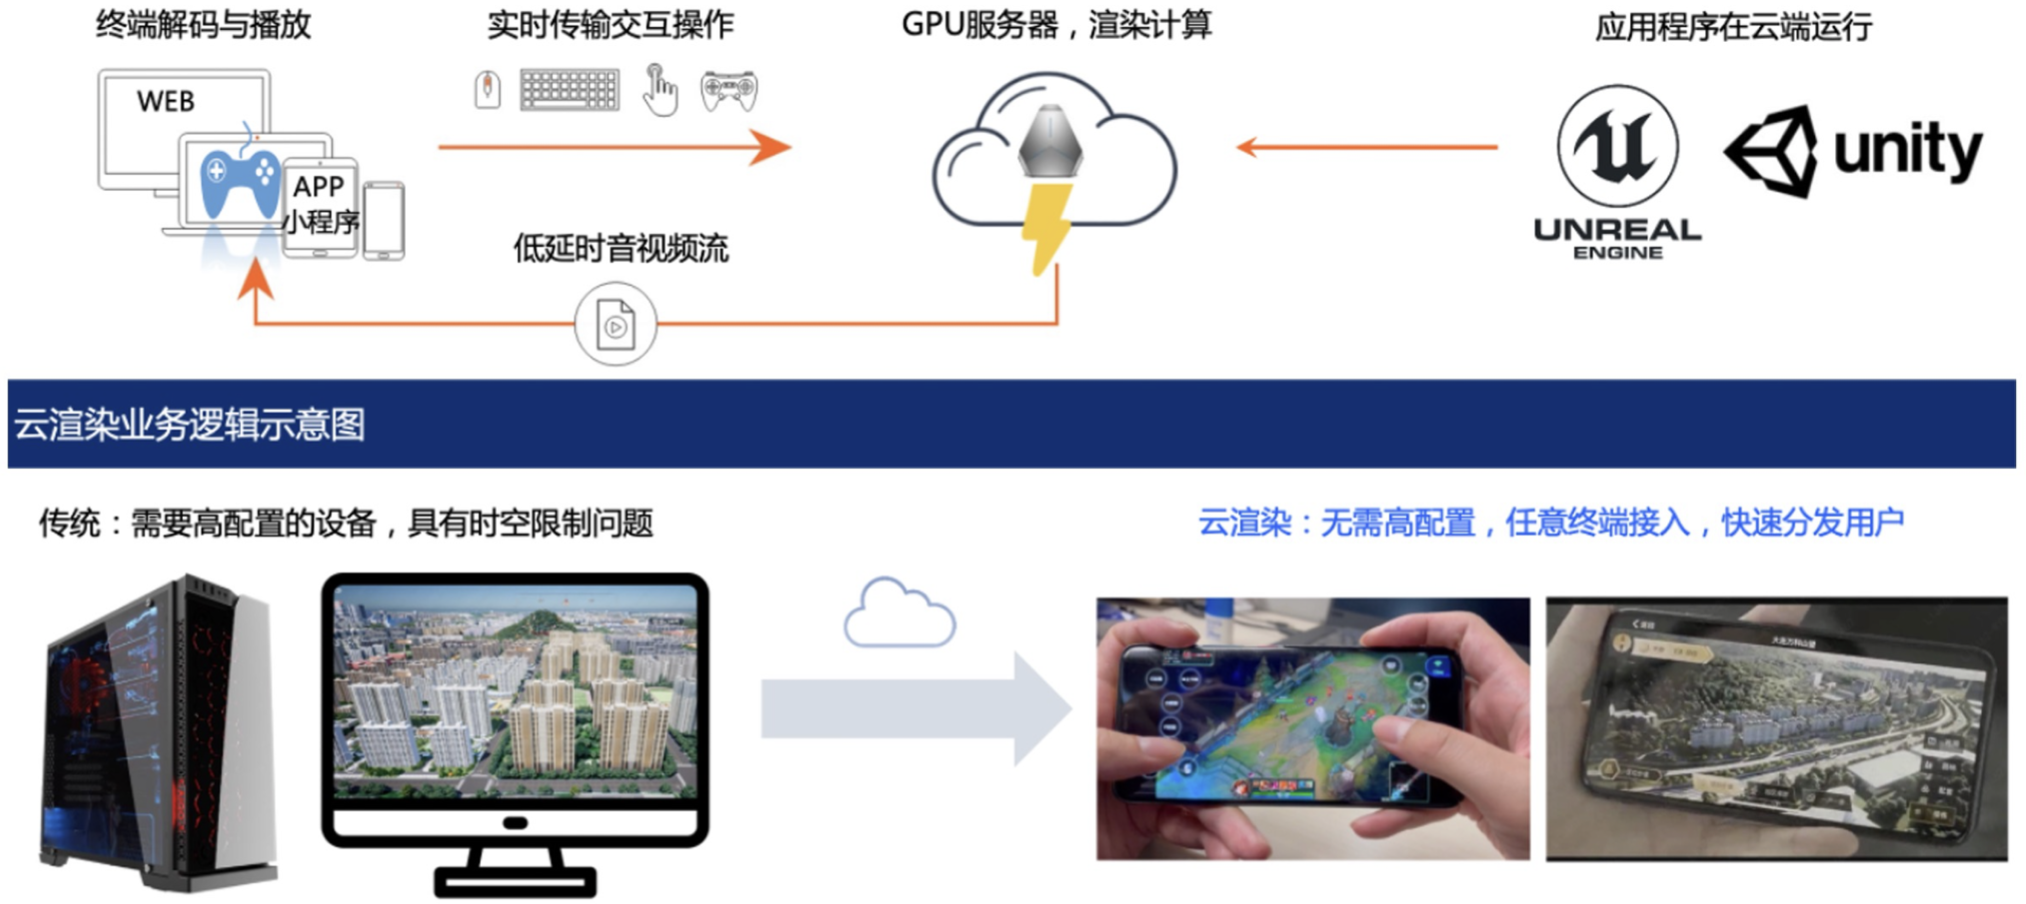 终端解码与播放
实时传输交互操作
GPU服务器，渲染计算
应用程序在云端运行
WEB
APP
小程序
UNREAL
ENGINE
unity
低延时音视频流
云渲染业务逻辑示意图
传统：需要高配置的设备，具有时空限制问题
云渲染：无需高配置，任意终端接入，快速分发用户